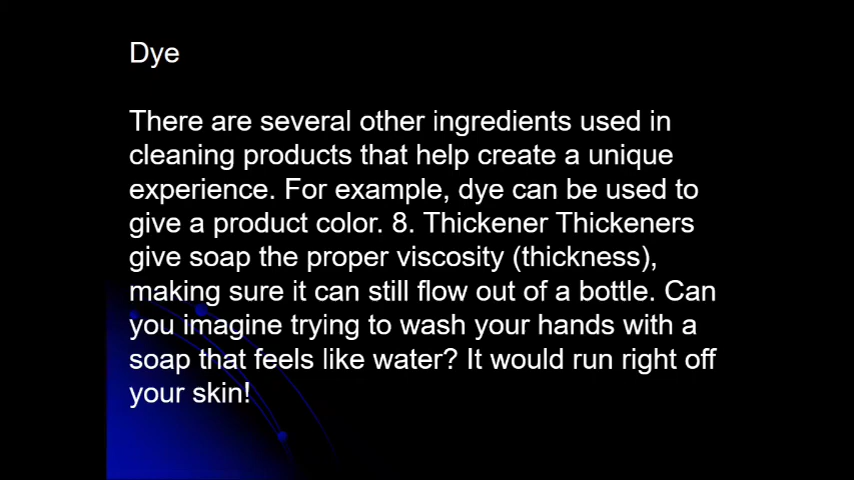 Dye
There are several other ingredients used in
cleaning products that help create a unique
experience. For example, dye can be used to
give a product color. 8. Thickener Thickeners
give soap the proper viscosity (thickness),
making sure it can still flow out of a bottle. Can
you imagine trying to wash your hands with a
soap that feels like water? It would run right off
your skin!